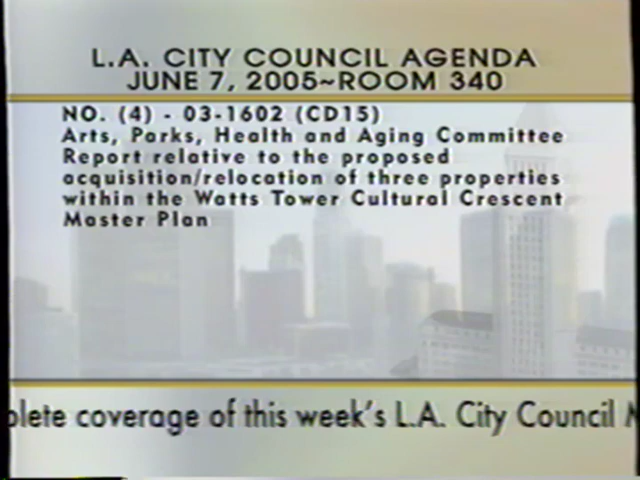 L.A. CITY COUNCIL AGENDA
JUNE 7, 2005~ROOM 340
NO. (4) - 03-1602 (CD15)
Arts, Parks, Health and Aging Committee
Report relative to the proposed
acquisition/relocation of three properties
within the Watts Tower Cultural Crescent
Master Plan
plete coverage of this week's L.A. City Council